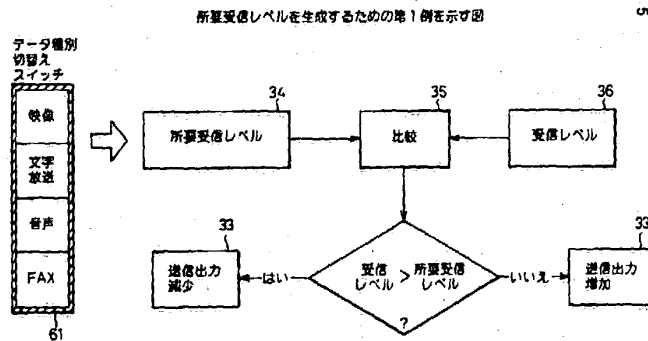 所要受信レベルを生成するための第1例を示す図
5
データ種別
切替え
スイッチ
映像
文字
放送
音声
FAX
61
34
所要受信レベル
35
比較
36
受信レベル
33
送信出力
減少
はい
受信
レベル
>
所要受信
レベル
?
いいえ
33
送信出力
増加